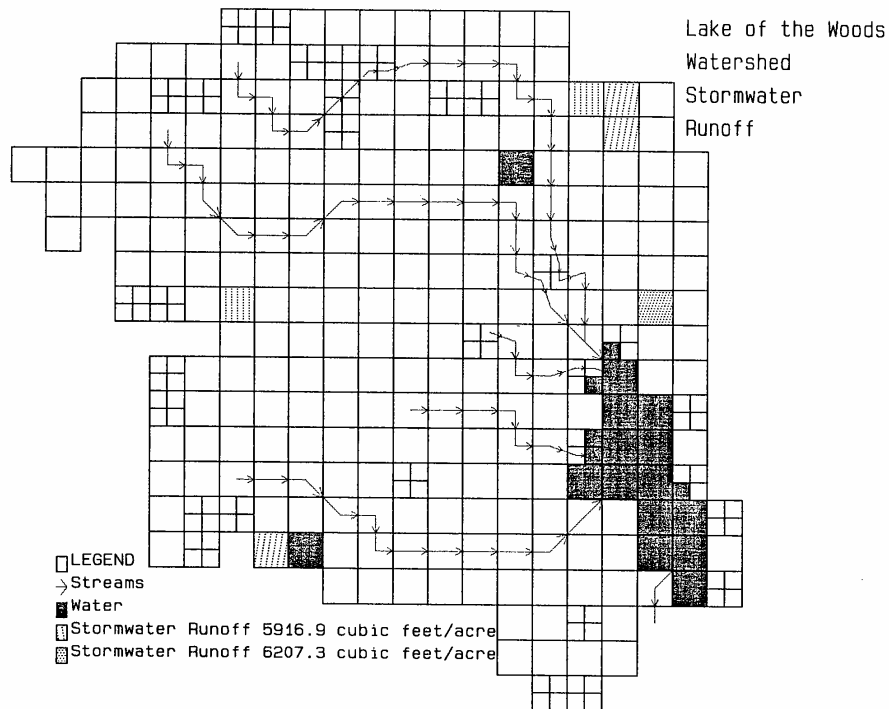 Lake of the Woods
Watershed
Stormwater
Runoff
LEGEND
Streams
Water
Stormwater Runoff 5916.9 cubic feet/acre
Stormwater Runoff 6207.3 cubic feet/acre